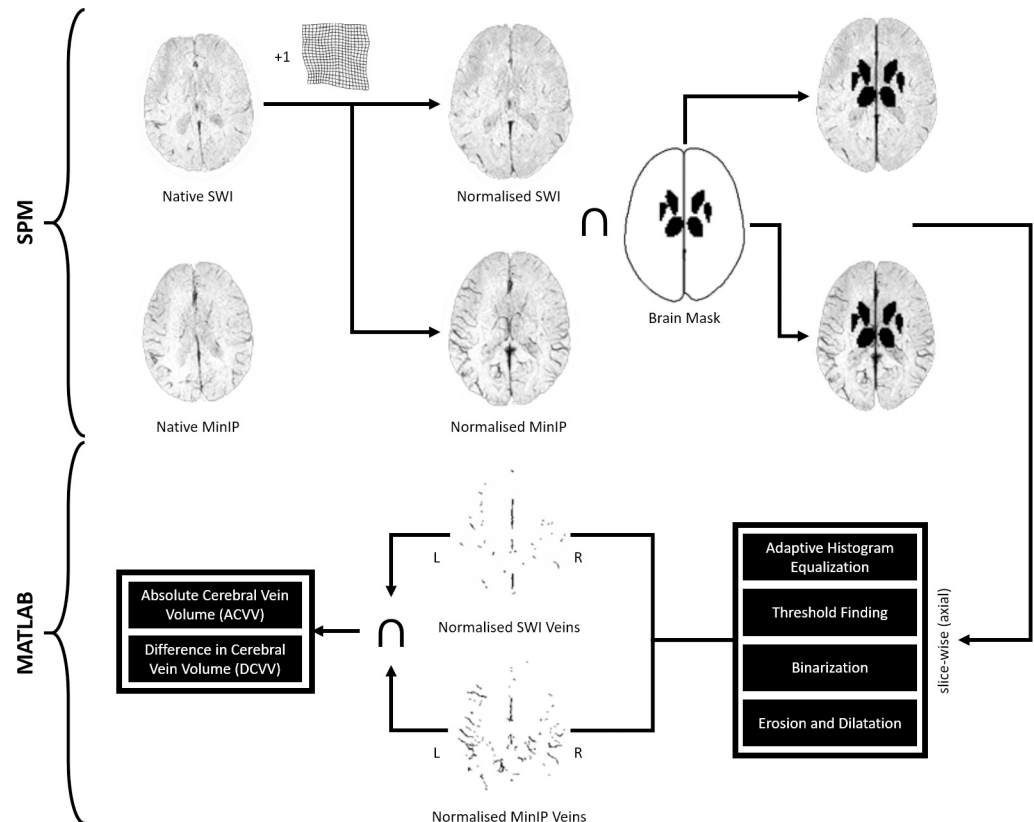 SPM
+1
Native SWI
Normalised SWI
∩
Brain Mask
Native MinIP
Normalised MinIP
MATLAB
Absolute Cerebral Vein
Volume (ACVV)
Difference in Cerebral
Vein Volume (DCVV)
∩
L
R
Normalised SWI Veins
L
R
Normalised MinIP Veins
Adaptive Histogram
Equalization
Threshold Finding
Binarization
Erosion and Dilatation
slice-wise (axial)